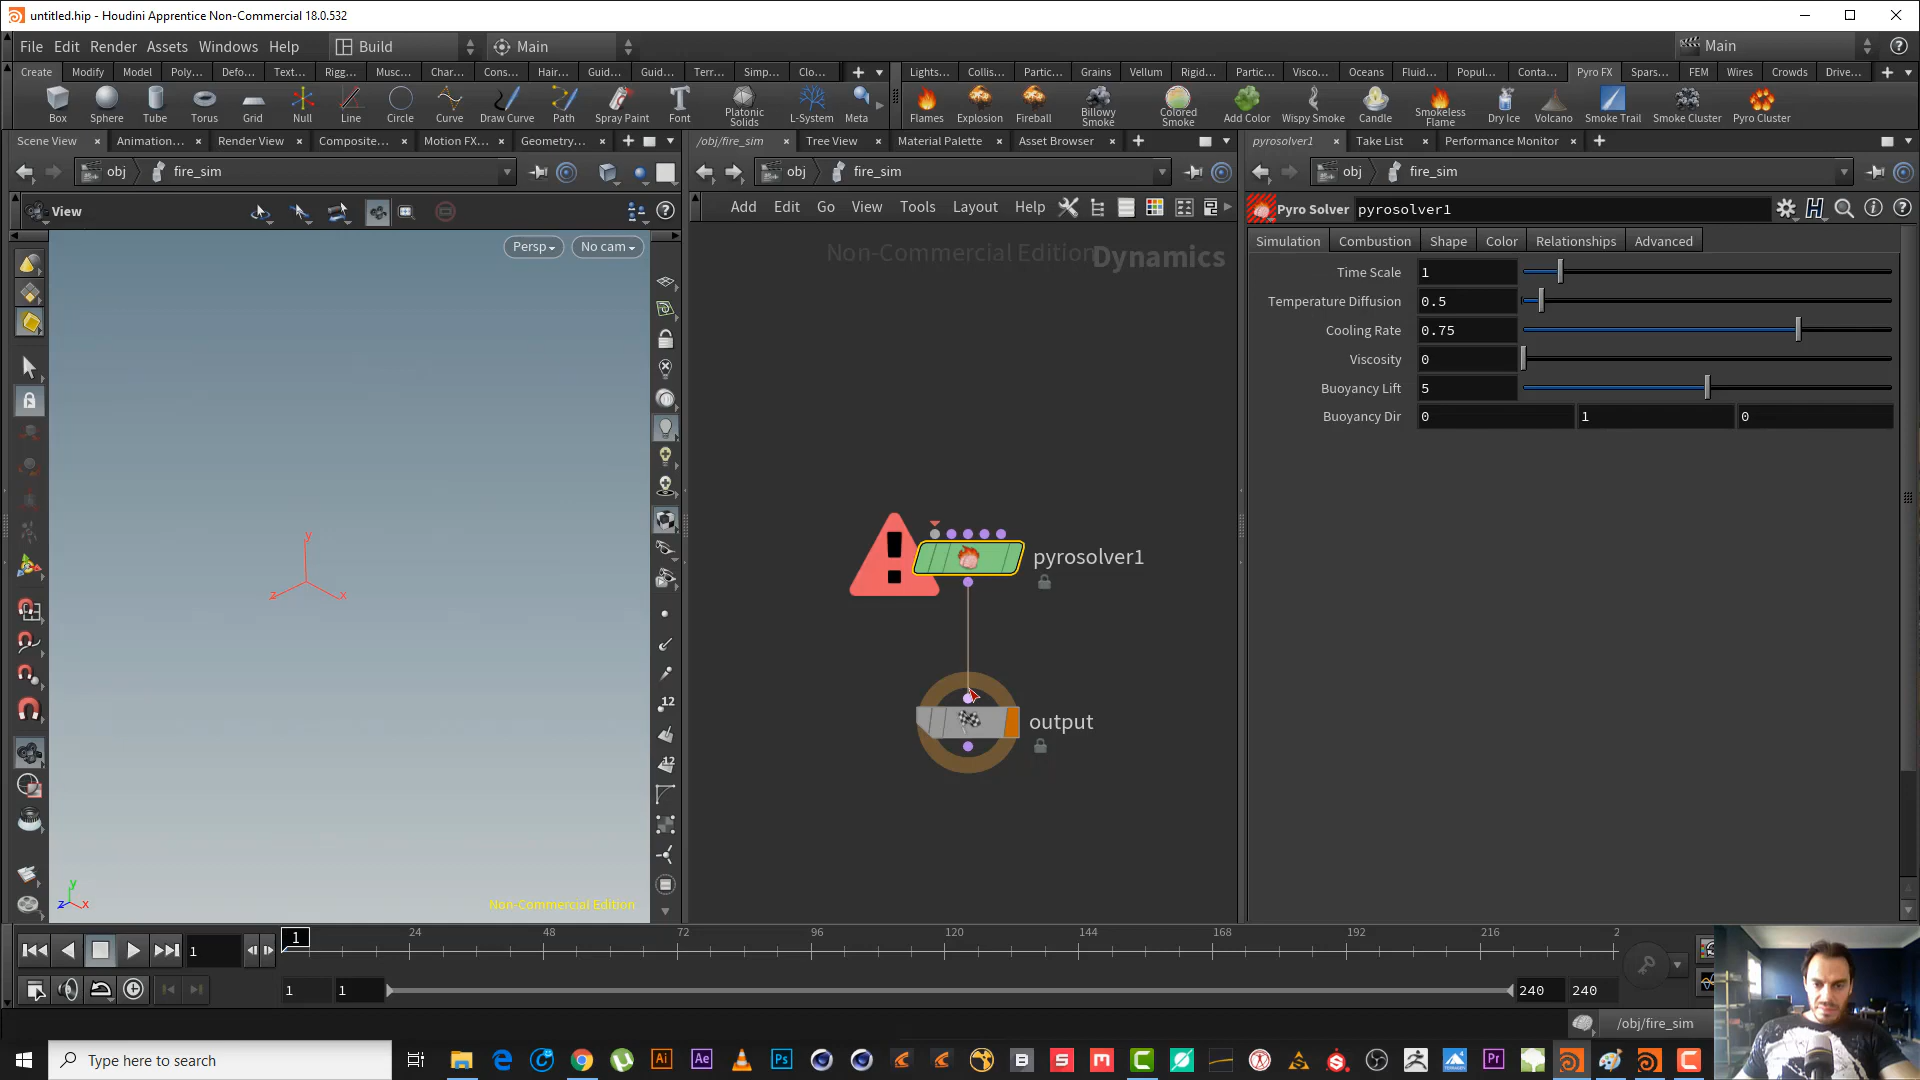 untitled.hip - Houdini Apprentice Non-Commercial 18.0.532
File Edit Render Assets Windows Help Build Main Main
Create Modify Model Poly... Defo... Text... Rigg... Musc... Char... Cons... Hair... Guid... Guid... Terr... Simp... Clo... Lights... Collis... Partic... Grains Vellum Rigid... Partic... Visco... Oceans Fluid... Popul... Conta... Pyro FX Spars... FEM Wires Crowds Drive...
Box Sphere Tube Torus Grid Null Line Circle Curve Draw Curve Path Spray Paint Font Platonic Solids L-System Meta Flames Explosion Fireball Billowy Smoke Colored Smoke Add Color Wispy Smoke Candle Smokeless Flame Dry Ice Volcano Smoke Trail Smoke Cluster Pyro Cluster
Scene View Animation... Render View Composite... Motion FX... Geometry... /obj/fire_sim Tree View Material Palette Asset Browser pyrosolver1 Take List Performance Monitor
obj fire_sim obj fire_sim obj fire_sim
View Add Edit Go View Tools Layout Help Pyro Solver pyrosolver1
Persp No cam
Non-Commercial Edition Dynamics
Simulation Combustion Shape Color Relationships Advanced
Time Scale 1
Temperature Diffusion 0.5
Cooling Rate 0.75
Viscosity 0
Buoyancy Lift 5
Buoyancy Dir 0 1 0
pyrosolver1
output
y
z x
12
12
y
z x
Non-Commercial Edition
1 1 24 48 72 96 120 144 168 192 216 2
1 1 240 240
/obj/fire_sim
Type here to search
Ai Ae Ps B S M C Pr C